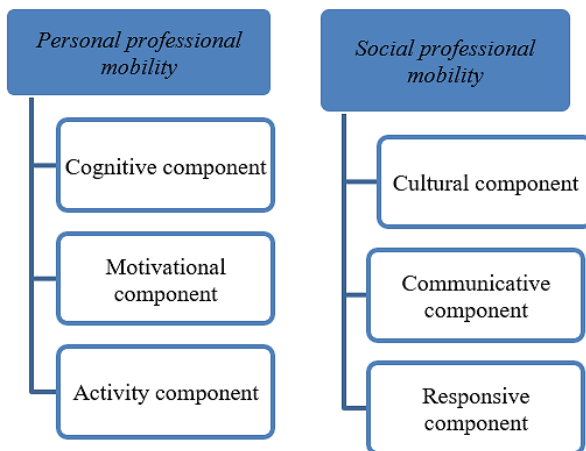 Personal professional
mobility
Cognitive component
Motivational
component
Activity component
Social professional
mobility
Cultural component
Communicative
component
Responsive
component